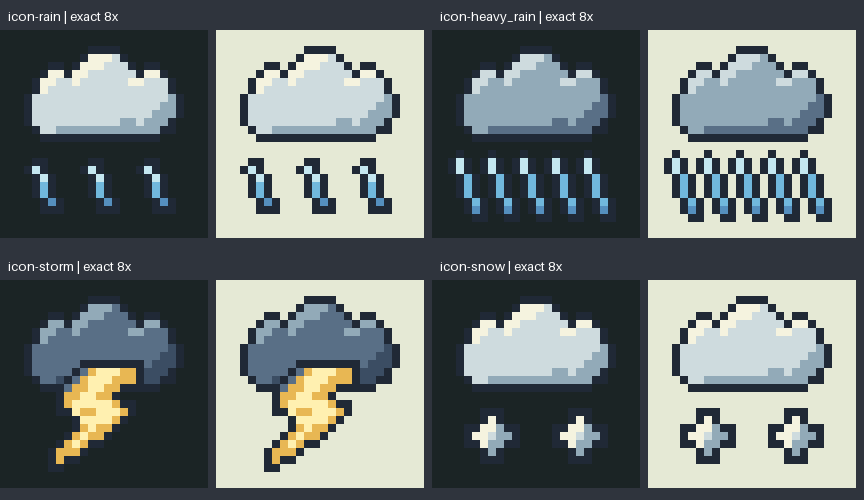 icon-rain | exact 8x
icon-heavy_rain | exact 8x
icon-storm | exact 8x
icon-snow | exact 8x